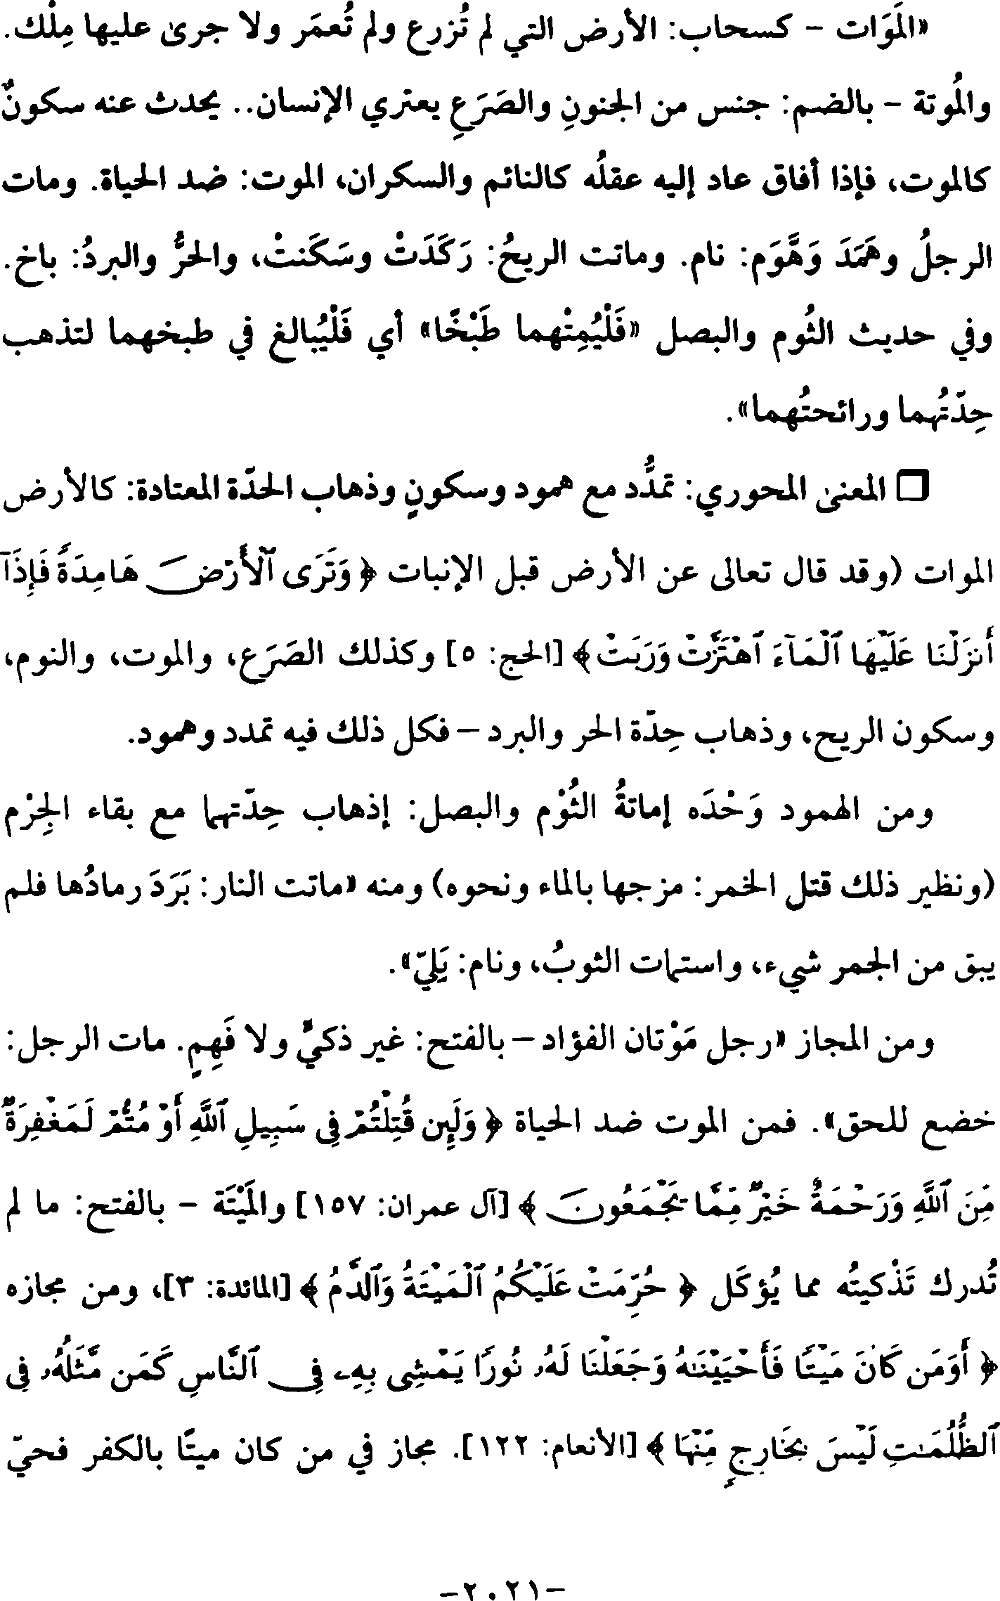 «المَوَات - كسحاب: الأرض التي لم تُزرع ولم تُعمَر ولا جرىٰ عليها مِلْك.
والمُوتة - بالضم: جنس من الجنونِ والصَرَعِ يعتري الإنسان.. يحدث عنه سكونٌ
كالموت، فإذا أفاق عاد إليه عقلُه كالنائم والسكران، الموت: ضد الحياة. ومات
الرجلُ وهَمَدَ وَهَّوَم: نام. وماتت الريحُ: رَكَدَتْ وسَكَنتْ، والحرُّ والبردُ: باخ.
وفي حديث الثُوم والبصل «فَلْيُمِتْهما طَبْخًا» أي فَلْيُبالغ في طبخهما لتذهب
حِدّتُهما ورائحتُهما».
□ المعنىٰ المحوري: تمدُّد مع همود وسكونٍ وذهاب الحدّة المعتادة: كالأرض
الموات (وقد قال تعالى عن الأرض قبل الإنبات ﴿ وَتَرَى ٱلْأَرْضَ هَامِدَةً فَإِذَآ
أَنزَلْنَا عَلَيْهَا ٱلْمَآءَ ٱهْتَزَّتْ وَرَبَتْ ﴾ [الحج: ٥] وكذلك الصَرَع، والموت، والنوم،
وسكون الريح، وذهاب حِدّة الحر والبرد - فكل ذلك فيه تمدد وهمود.
ومن الهمود وَحْدَه إماتةُ الثُوْم والبصل: إذهاب حِدّتهما مع بقاء الجِرْم
(ونظير ذلك قتل الخمر: مزجها بالماء ونحوه) ومنه «ماتت النار: بَرَدَ رمادُها فلم
يبق من الجمر شيء، واستمات الثوبُ، ونام: يَلِيّ».
ومن المجاز «رجل مَوْتان الفؤاد - بالفتح: غير ذكيٍّ ولا فَهِمٍ. مات الرجل:
خضع للحق». فمن الموت ضد الحياة ﴿ وَلَئِن قُتِلْتُمْ فِى سَبِيلِ ٱللَّهِ أَوْ مُتُّمْ لَمَغْفِرَةٌ
مِّنَ ٱللَّهِ وَرَحْمَةٌ خَيْرٌ مِّمَّا تَجْمَعُونَ ﴾ [آل عمران: ١٥٧] والمَيْتَة - بالفتح: ما لم
تُدرك تَذْكيتُه مما يُؤكَل ﴿ حُرِّمَتْ عَلَيْكُمُ ٱلْمَيْتَةُ وَٱلدَّمُ ﴾ [المائدة: ٣]، ومن مجازه
﴿ أَوَمَن كَانَ مَيْتًا فَأَحْيَيْنَٰهُ وَجَعَلْنَا لَهُۥ نُورًا يَمْشِى بِهِۦ فِى ٱلنَّاسِ كَمَن مَّثَلُهُۥ فِى
ٱلظُّلُمَٰتِ لَيْسَ بِخَارِجٍ مِّنْهَا ﴾ [الأنعام: ١٢٢]. مجاز في من كان ميتًا بالكفر فحيّ
-٢٠٢١-